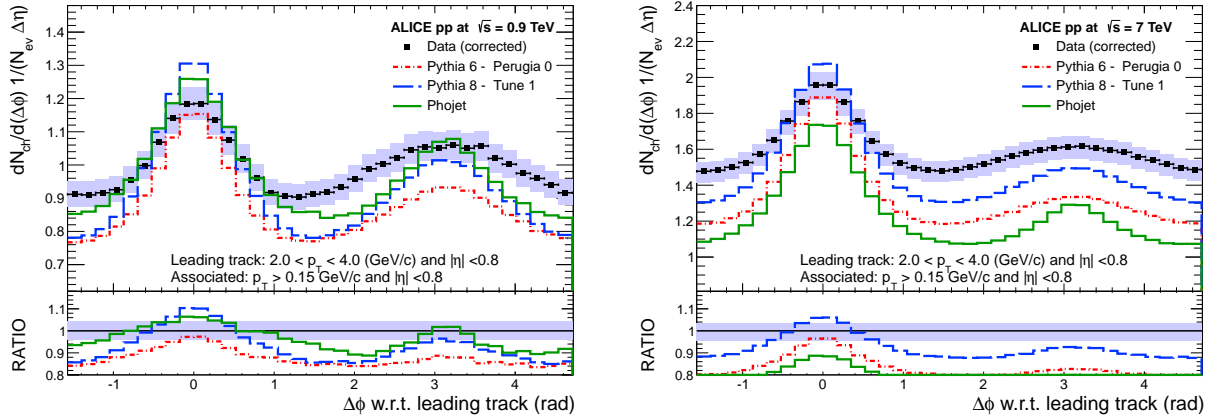 dN_ch/d(Δϕ) 1/(N_ev Δη)
1.4
1.3
1.2
1.1
1
0.9
0.8
0.7
ALICE pp at √s = 0.9 TeV
Data (corrected)
Pythia 6 - Perugia 0
Pythia 8 - Tune 1
Phojet
Leading track: 2.0 < p_T < 4.0 (GeV/c) and |η| <0.8
Associated: p_T > 0.15 GeV/c and |η| <0.8
RATIO
1.1
1
0.9
0.8
-1 0 1 2 3 4
Δϕ w.r.t. leading track (rad)
dN_ch/d(Δϕ) 1/(N_ev Δη)
2.4
2.2
2
1.8
1.6
1.4
1.2
1
ALICE pp at √s = 7 TeV
Data (corrected)
Pythia 6 - Perugia 0
Pythia 8 - Tune 1
Phojet
Leading track: 2.0 < p_T < 4.0 (GeV/c) and |η| <0.8
Associated: p_T > 0.15 GeV/c and |η| <0.8
RATIO
1.1
1
0.9
0.8
-1 0 1 2 3 4
Δϕ w.r.t. leading track (rad)